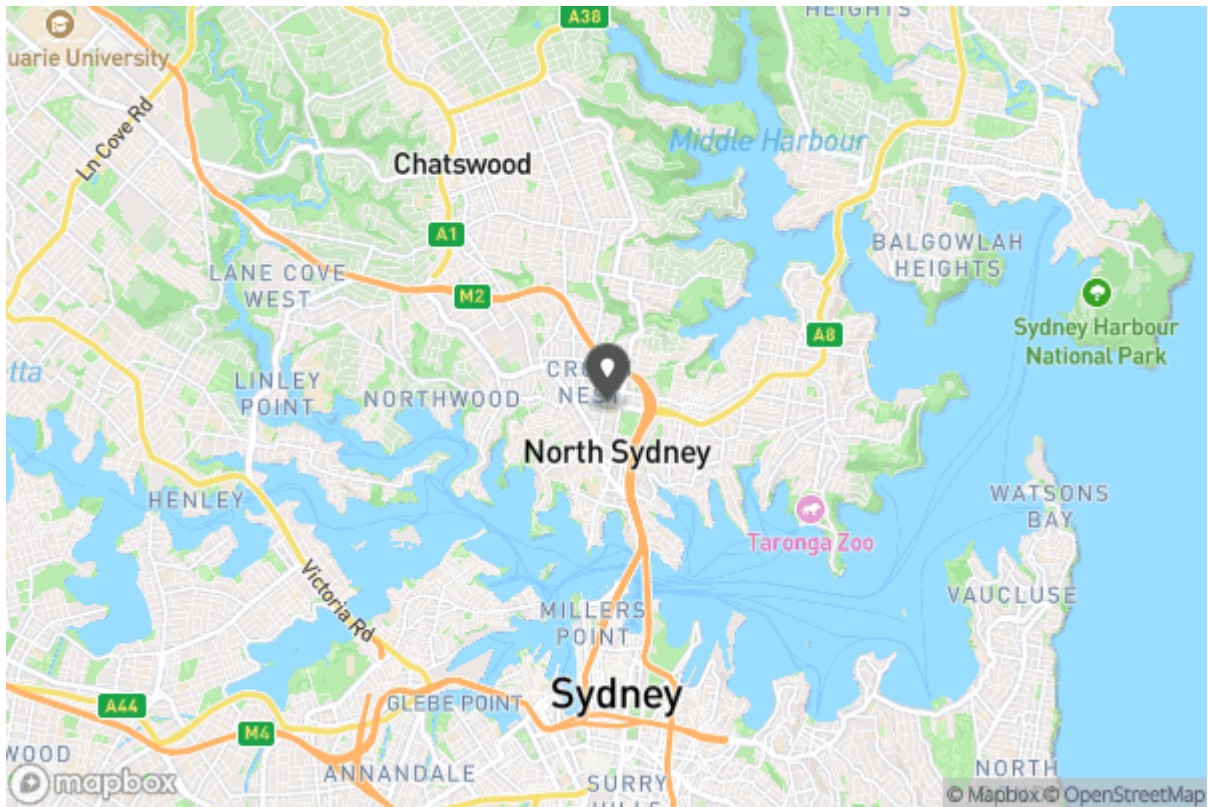 A38
HEIGHTS
uarie University
Ln Cove Rd
Middle Harbour
Chatswood
A1
BALGOWLAH
HEIGHTS
LANE COVE
WEST
M2
Sydney Harbour
National Park
A8
tta
LINLEY
POINT
NORTHWOOD
NEST
North Sydney
HENLEY
WATSONS
BAY
Taronga Zoo
Victoria Rd
VAUCLUSE
MILLERS
POINT
Sydney
GLEBE POINT
A44
M4
WOOD
ANNANDALE
SURRY
NORTH
mapbox
© Mapbox © OpenStreetMap